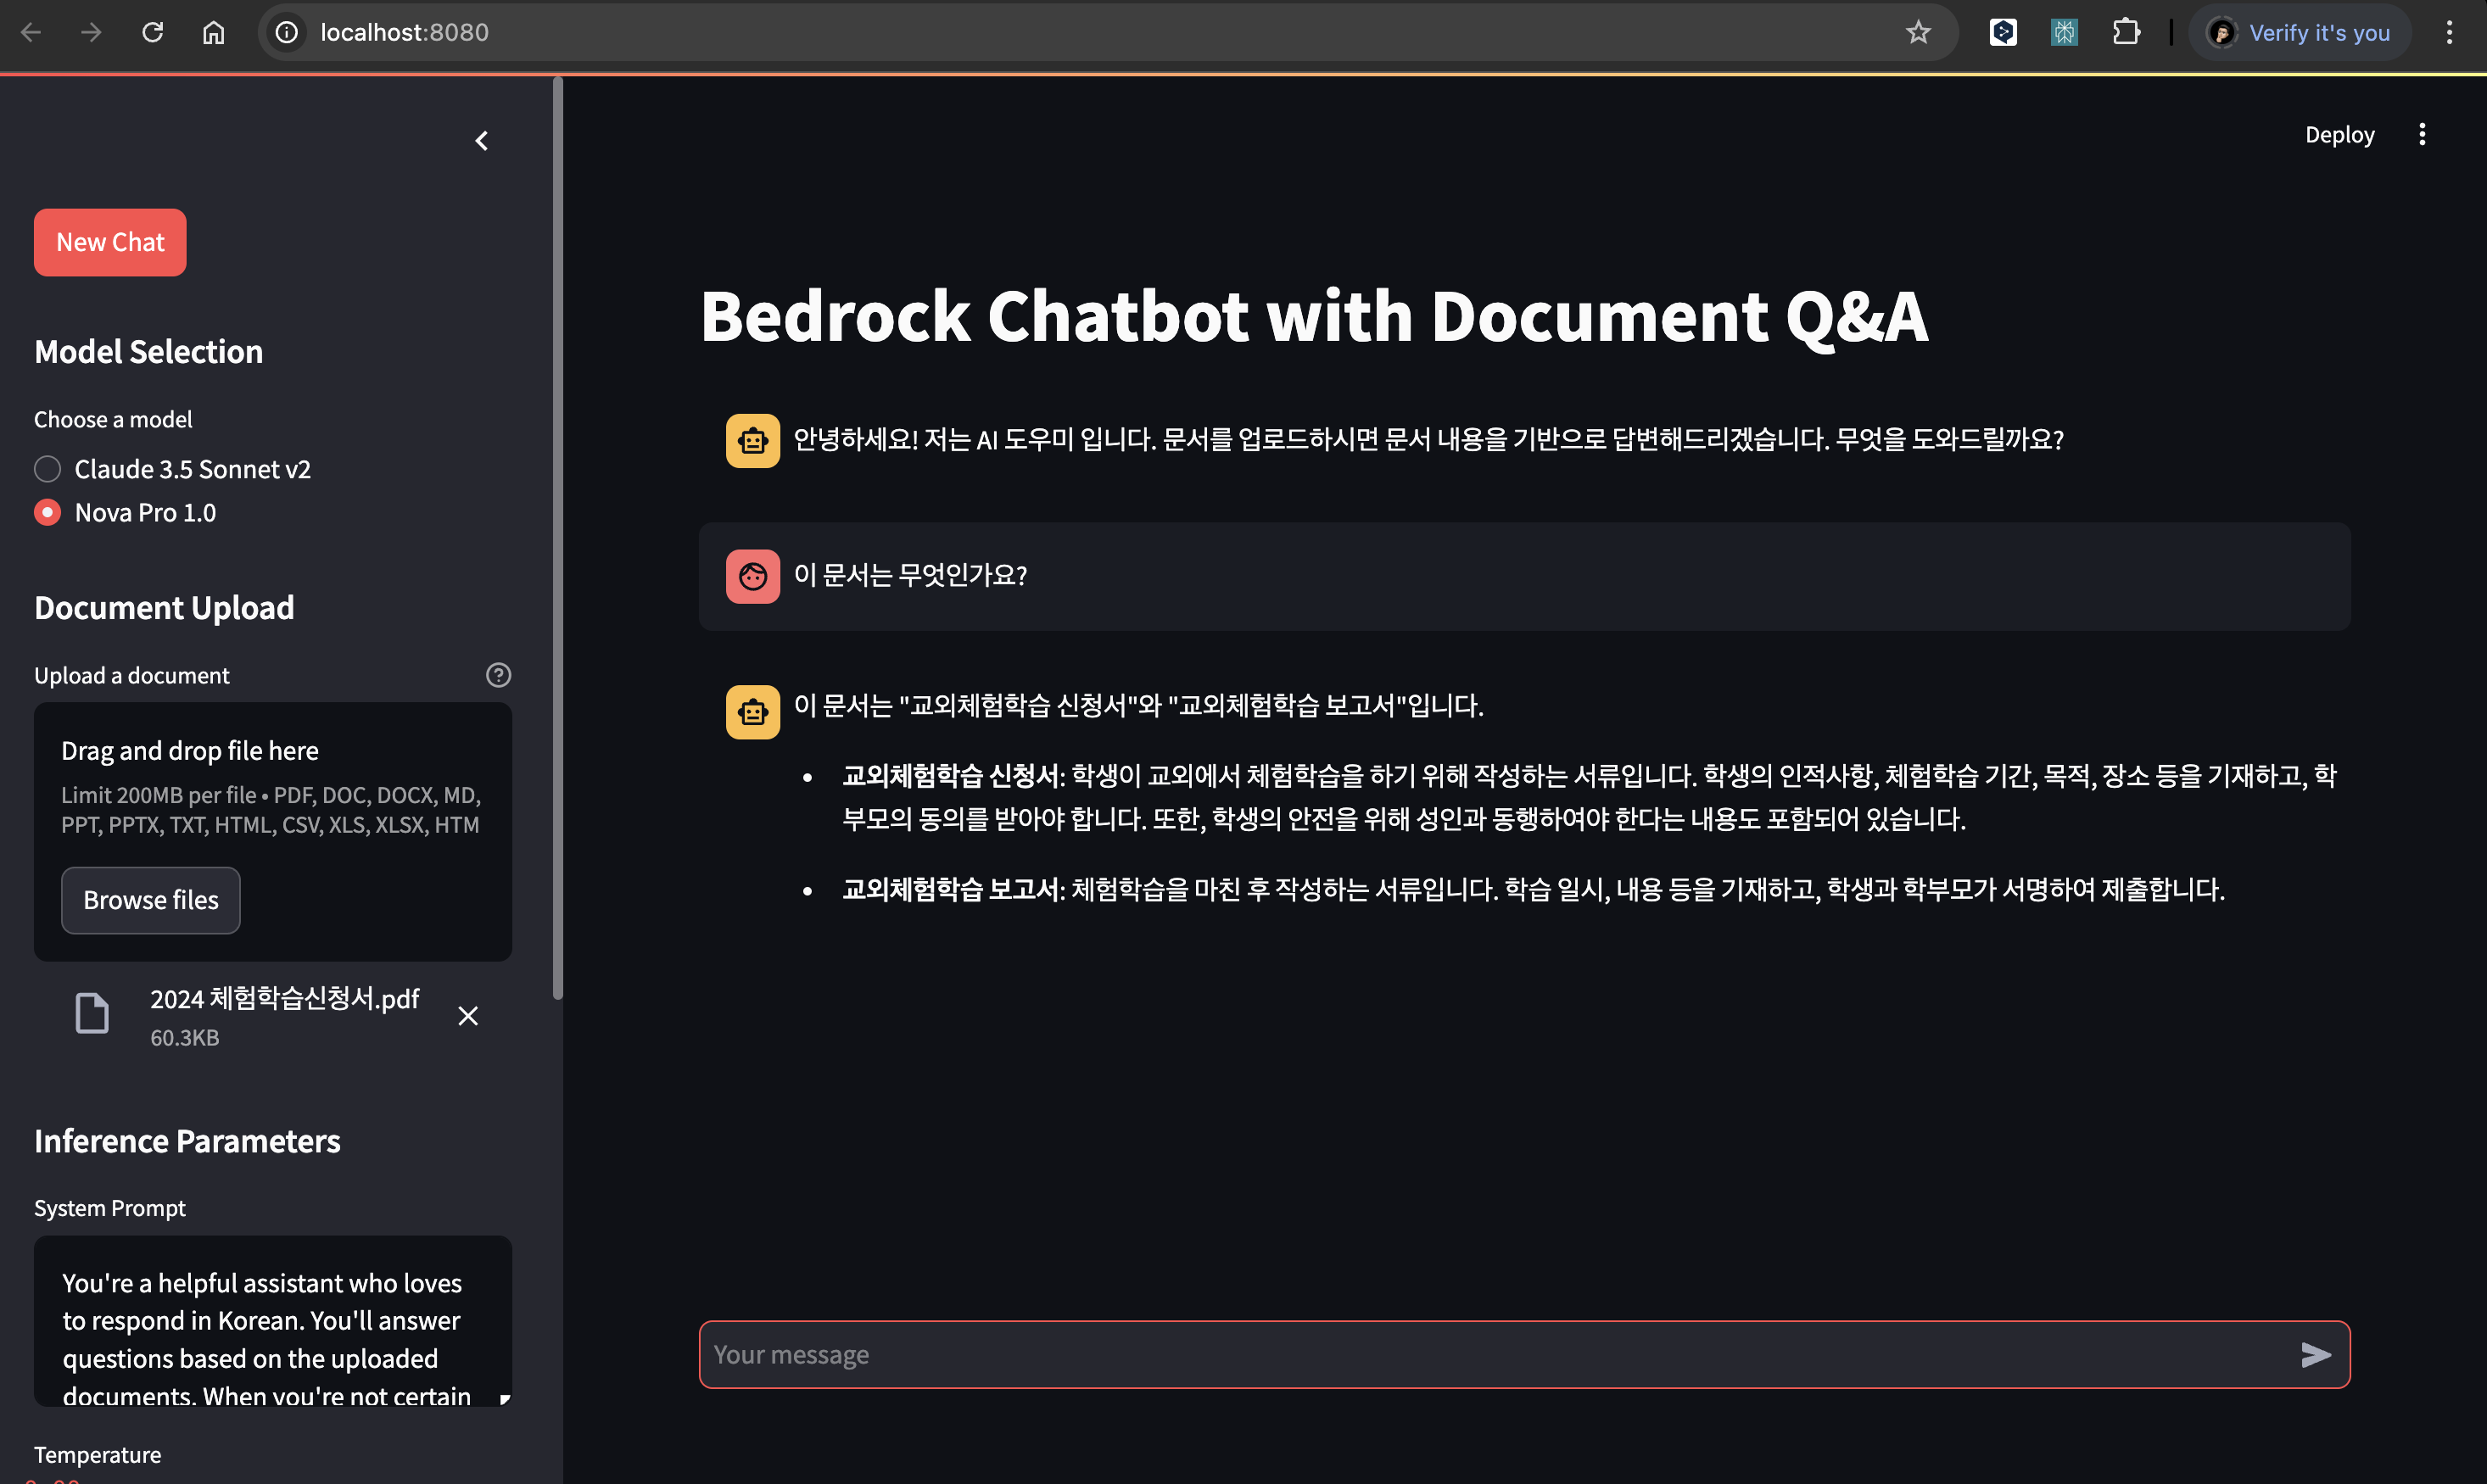 localhost:8080
Verify it's you
Deploy
New Chat
Model Selection
Choose a model
Claude 3.5 Sonnet v2
Nova Pro 1.0
Document Upload
Upload a document
Drag and drop file here
Limit 200MB per file • PDF, DOC, DOCX, MD,
PPT, PPTX, TXT, HTML, CSV, XLS, XLSX, HTM
Browse files
2024 체험학습신청서.pdf
60.3KB
Inference Parameters
System Prompt
You're a helpful assistant who loves
to respond in Korean. You'll answer
questions based on the uploaded
documents. When you're not certain
Temperature
Bedrock Chatbot with Document Q&A
안녕하세요! 저는 AI 도우미 입니다. 문서를 업로드하시면 문서 내용을 기반으로 답변해드리겠습니다. 무엇을 도와드릴까요?
이 문서는 무엇인가요?
이 문서는 "교외체험학습 신청서"와 "교외체험학습 보고서"입니다.
• 교외체험학습 신청서: 학생이 교외에서 체험학습을 하기 위해 작성하는 서류입니다. 학생의 인적사항, 체험학습 기간, 목적, 장소 등을 기재하고, 학
부모의 동의를 받아야 합니다. 또한, 학생의 안전을 위해 성인과 동행하여야 한다는 내용도 포함되어 있습니다.
• 교외체험학습 보고서: 체험학습을 마친 후 작성하는 서류입니다. 학습 일시, 내용 등을 기재하고, 학생과 학부모가 서명하여 제출합니다.
Your message